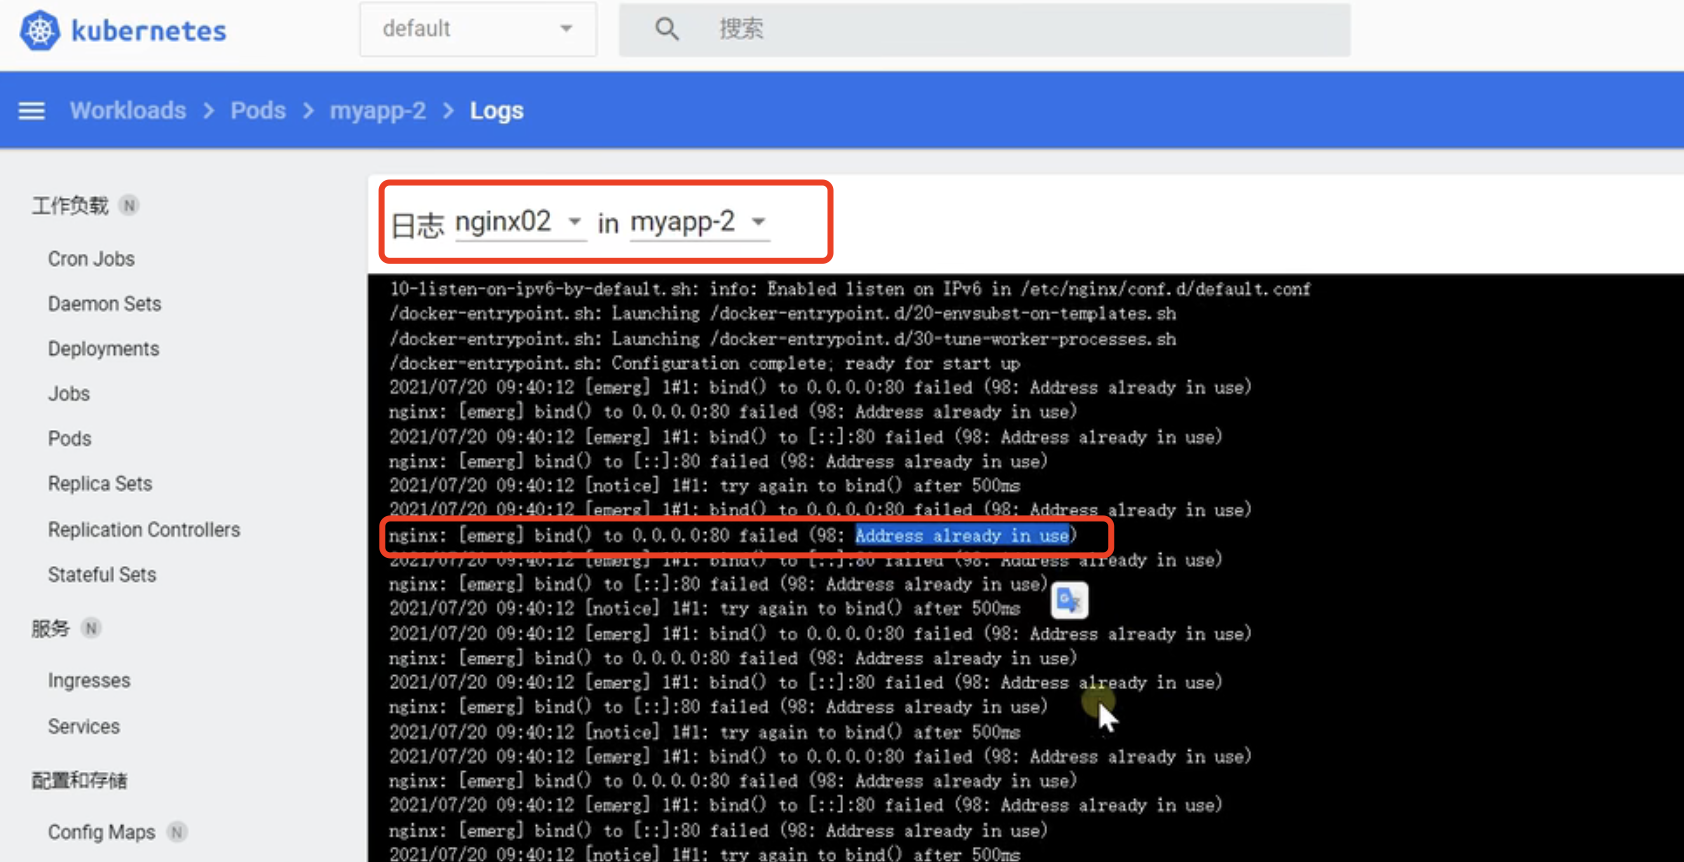 kubernetes
default
搜索
Workloads > Pods > myapp-2 > Logs
工作负载 N
Cron Jobs
Daemon Sets
Deployments
Jobs
Pods
Replica Sets
Replication Controllers
Stateful Sets
服务 N
Ingresses
Services
配置和存储
Config Maps N
日志 nginx02 in myapp-2
10-listen-on-ipv6-by-default.sh: info: Enabled listen on IPv6 in /etc/nginx/conf.d/default.conf
/docker-entrypoint.sh: Launching /docker-entrypoint.d/20-envsubst-on-templates.sh
/docker-entrypoint.sh: Launching /docker-entrypoint.d/30-tune-worker-processes.sh
/docker-entrypoint.sh: Configuration complete; ready for start up
2021/07/20 09:40:12 [emerg] 1#1: bind() to 0.0.0.0:80 failed (98: Address already in use)
nginx: [emerg] bind() to 0.0.0.0:80 failed (98: Address already in use)
2021/07/20 09:40:12 [emerg] 1#1: bind() to [::]:80 failed (98: Address already in use)
nginx: [emerg] bind() to [::]:80 failed (98: Address already in use)
2021/07/20 09:40:12 [notice] 1#1: try again to bind() after 500ms
2021/07/20 09:40:12 [emerg] 1#1: bind() to 0.0.0.0:80 failed (98: Address already in use)
nginx: [emerg] bind() to 0.0.0.0:80 failed (98: Address already in use)
2021/07/20 09:40:12 [emerg] 1#1: bind() to [::]:80 failed (98: Address already in use)
nginx: [emerg] bind() to [::]:80 failed (98: Address already in use)
2021/07/20 09:40:12 [notice] 1#1: try again to bind() after 500ms
2021/07/20 09:40:12 [emerg] 1#1: bind() to 0.0.0.0:80 failed (98: Address already in use)
nginx: [emerg] bind() to 0.0.0.0:80 failed (98: Address already in use)
2021/07/20 09:40:12 [emerg] 1#1: bind() to [::]:80 failed (98: Address already in use)
nginx: [emerg] bind() to [::]:80 failed (98: Address already in use)
2021/07/20 09:40:12 [notice] 1#1: try again to bind() after 500ms
2021/07/20 09:40:12 [emerg] 1#1: bind() to 0.0.0.0:80 failed (98: Address already in use)
nginx: [emerg] bind() to 0.0.0.0:80 failed (98: Address already in use)
2021/07/20 09:40:12 [emerg] 1#1: bind() to [::]:80 failed (98: Address already in use)
nginx: [emerg] bind() to [::]:80 failed (98: Address already in use)
2021/07/20 09:40:12 [notice] 1#1: try again to bind() after 500ms